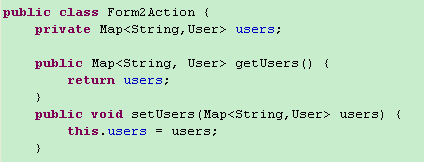 public class Form2Action {
    private Map<String,User> users;

    public Map<String, User> getUsers() {
        return users;
    }
    public void setUsers(Map<String,User> users) {
        this.users = users;
    }